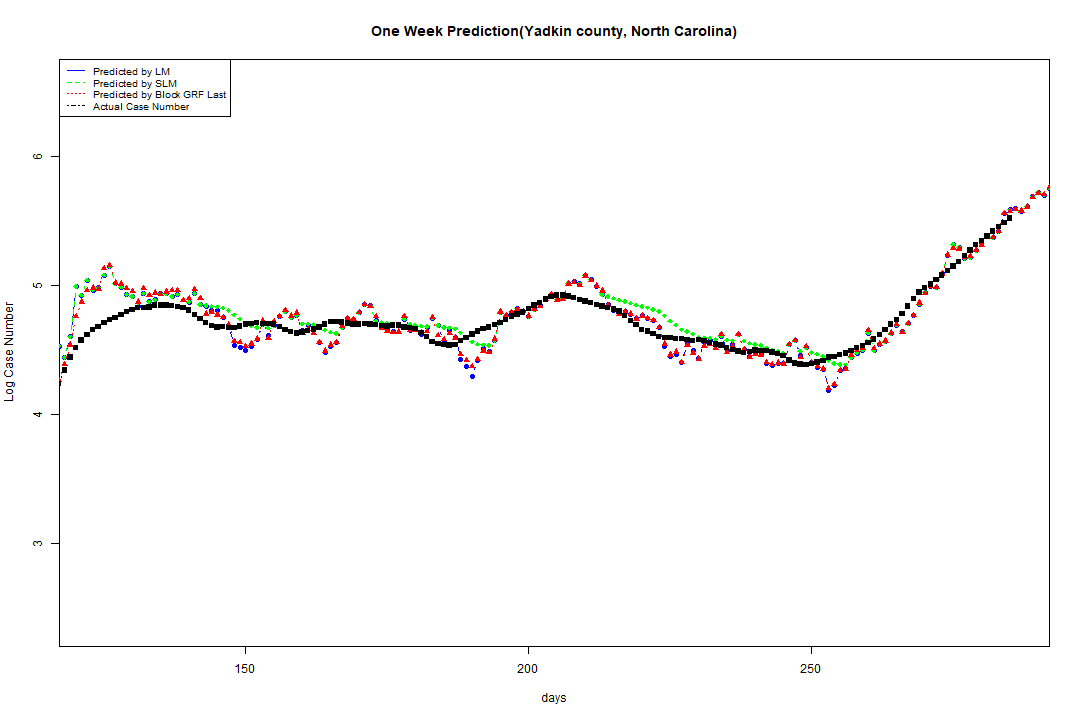 One Week Prediction(Yadkin county, North Carolina)
Predicted by LM
Predicted by SLM
Predicted by Block GRF Last
Actual Case Number
6
5
4
3
Log Case Number
150 200 250
days